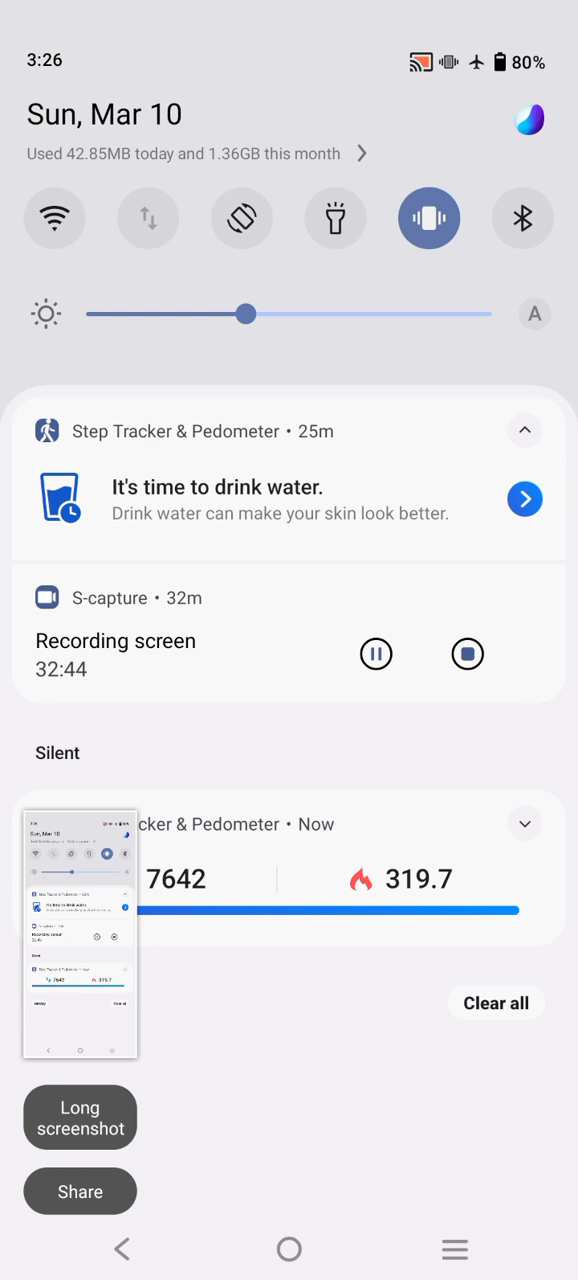 3:26
80%
Sun, Mar 10
Used 42.85MB today and 1.36GB this month
A
Step Tracker & Pedometer • 25m
It's time to drink water.
Drink water can make your skin look better.
S-capture • 32m
Recording screen
32:44
Silent
cker & Pedometer • Now
7642
319.7
Clear all
Long
screenshot
Share